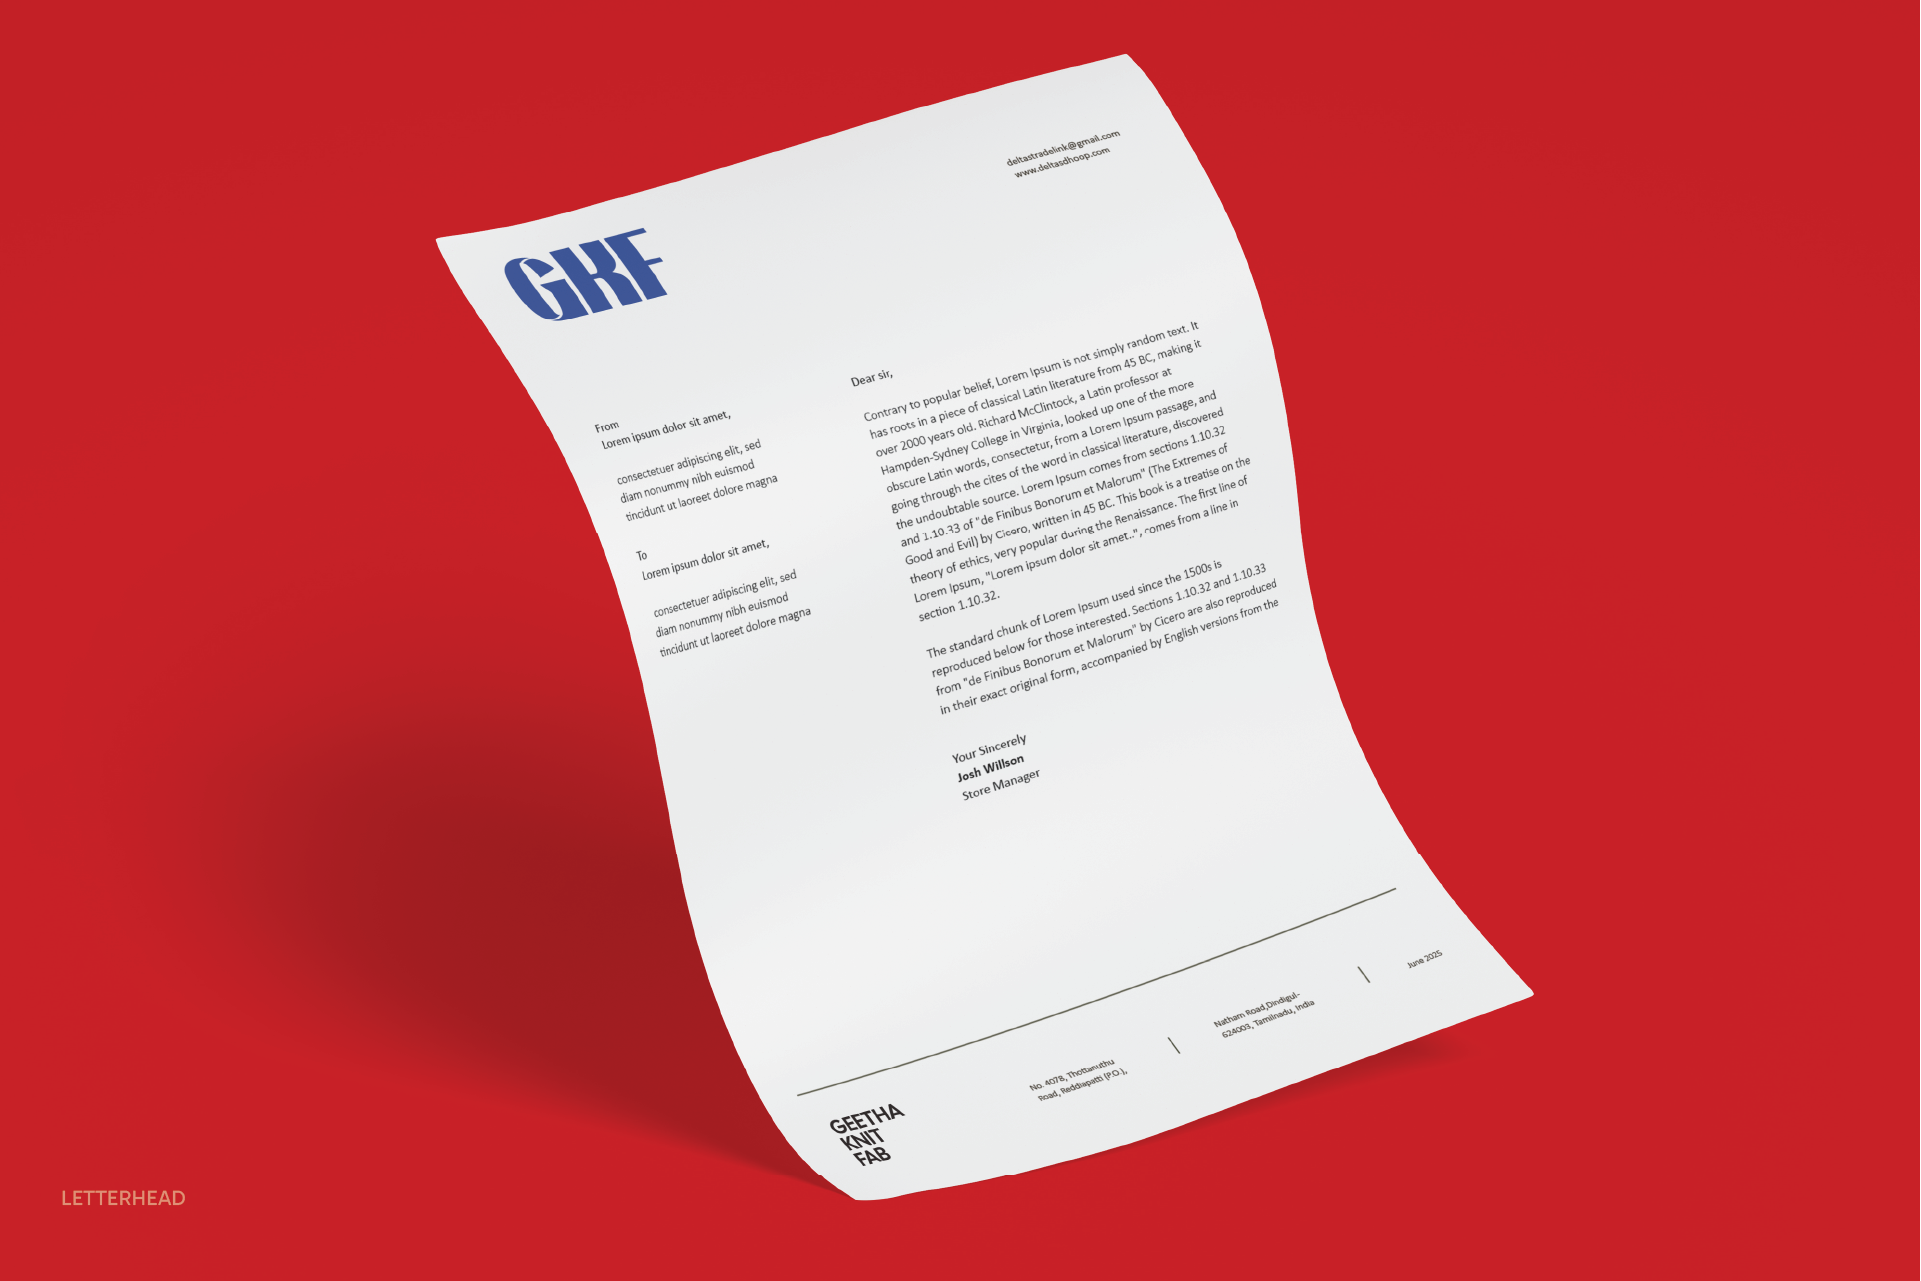 deltastradelink@gmail.com
www.deltasdhoop.com
GKF
From
Lorem ipsum dolor sit amet,
consectetuer adipiscing elit, sed
diam nonummy nibh euismod
tincidunt ut laoreet dolore magna
To
Lorem ipsum dolor sit amet,
consectetuer adipiscing elit, sed
diam nonummy nibh euismod
tincidunt ut laoreet dolore magna
Dear sir,
Contrary to popular belief, Lorem Ipsum is not simply random text. It
has roots in a piece of classical Latin literature from 45 BC, making it
over 2000 years old. Richard McClintock, a Latin professor at
Hampden-Sydney College in Virginia, looked up one of the more
obscure Latin words, consectetur, from a Lorem Ipsum passage, and
going through the cites of the word in classical literature, discovered
the undoubtable source. Lorem Ipsum comes from sections 1.10.32
and 1.10.33 of "de Finibus Bonorum et Malorum" (The Extremes of
Good and Evil) by Cicero, written in 45 BC. This book is a treatise on the
theory of ethics, very popular during the Renaissance. The first line of
Lorem Ipsum, "Lorem ipsum dolor sit amet..", comes from a line in
section 1.10.32.
The standard chunk of Lorem Ipsum used since the 1500s is
reproduced below for those interested. Sections 1.10.32 and 1.10.33
from "de Finibus Bonorum et Malorum" by Cicero are also reproduced
in their exact original form, accompanied by English versions from the
Your Sincerely
Josh Willson
Store Manager
GEETHA
KNIT
FAB
No. 407B, Thottanuthu
Road, Reddiapatti (P.O.),
Natham Road,Dindigul-
624003, Tamilnadu, India
June 2025
LETTERHEAD